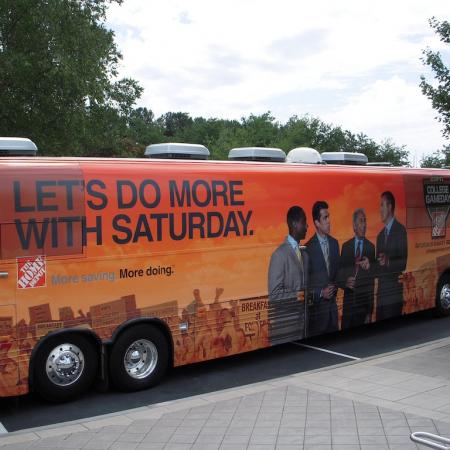 LET'S DO MORE
WITH SATURDAY.
THE HOME DEPOT
More saving. More doing.
BREAKFAST
COLLEGE
GAMEDAY